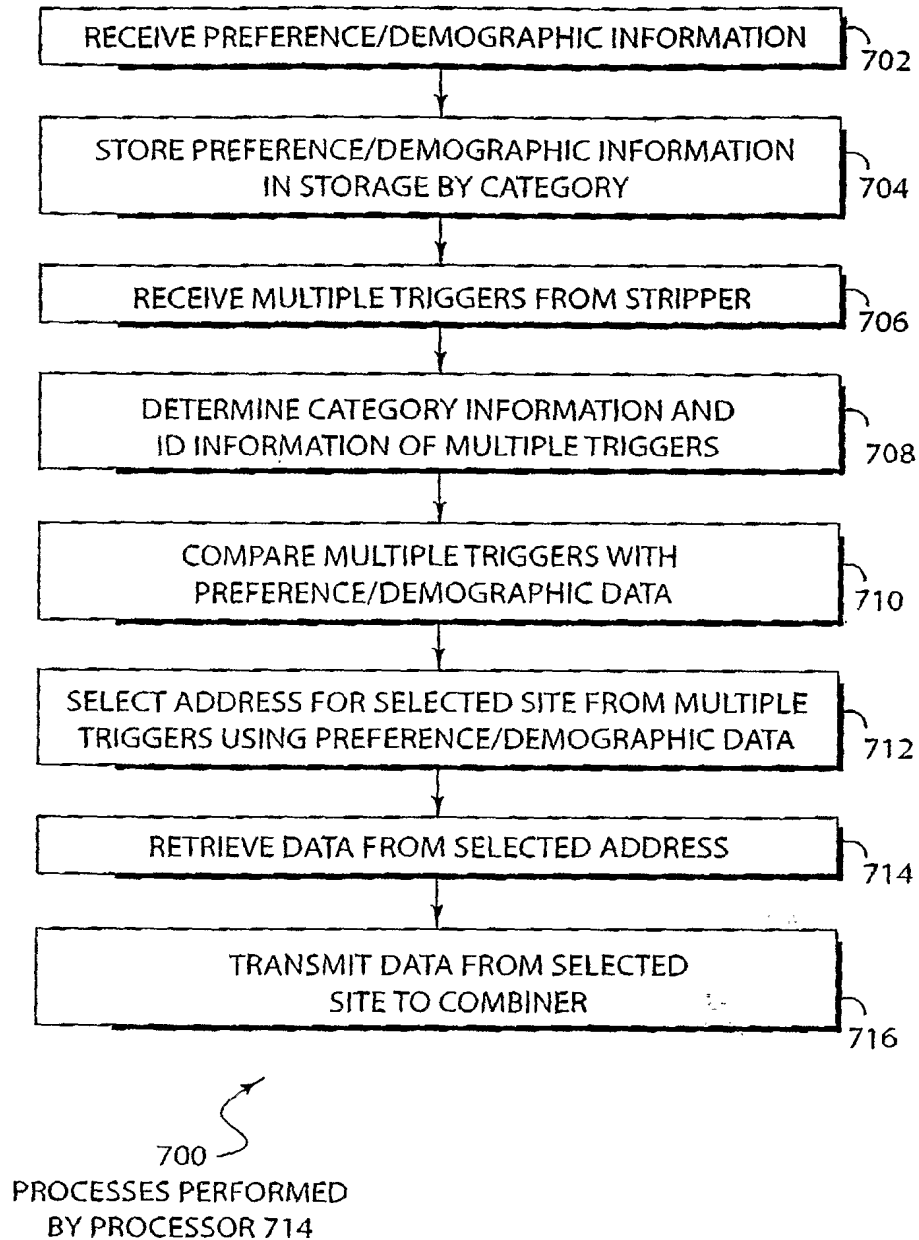 RECEIVE PREFERENCE/DEMOGRAPHIC INFORMATION
702
STORE PREFERENCE/DEMOGRAPHIC INFORMATION
IN STORAGE BY CATEGORY
704
RECEIVE MULTIPLE TRIGGERS FROM STRIPPER
706
DETERMINE CATEGORY INFORMATION AND
ID INFORMATION OF MULTIPLE TRIGGERS
708
COMPARE MULTIPLE TRIGGERS WITH
PREFERENCE/DEMOGRAPHIC DATA
710
SELECT ADDRESS FOR SELECTED SITE FROM MULTIPLE
TRIGGERS USING PREFERENCE/DEMOGRAPHIC DATA
712
RETRIEVE DATA FROM SELECTED ADDRESS
714
TRANSMIT DATA FROM SELECTED
SITE TO COMBINER
716
700
PROCESSES PERFORMED
BY PROCESSOR 714